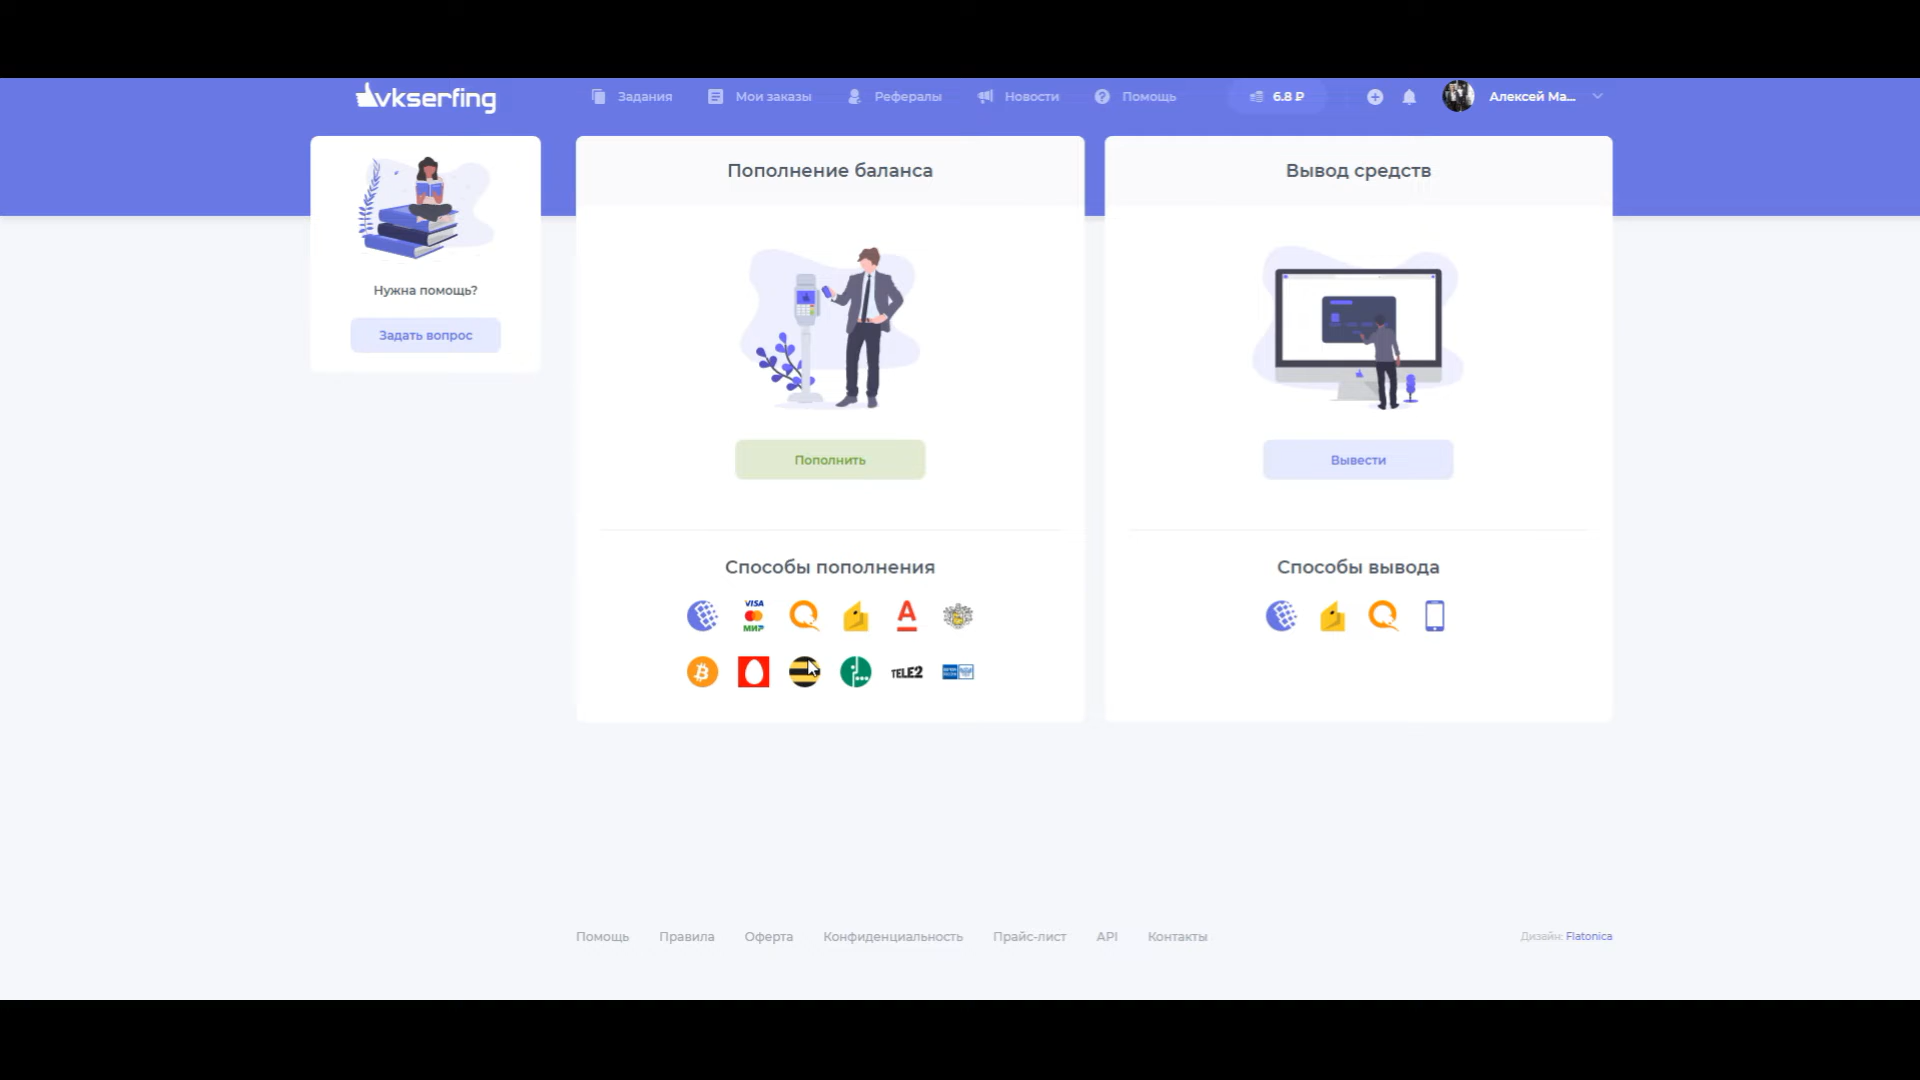 vkserfing
Задания
Мои заказы
Рефералы
Новости
Помощь
6.8 ₽
Алексей Ма...
Нужна помощь?
Задать вопрос
Пополнение баланса
Пополнить
Способы пополнения
VISA
МИР
TELE2
Вывод средств
Вывести
Способы вывода
Помощь
Правила
Оферта
Конфиденциальность
Прайс-лист
API
Контакты
Дизайн: Flatonica